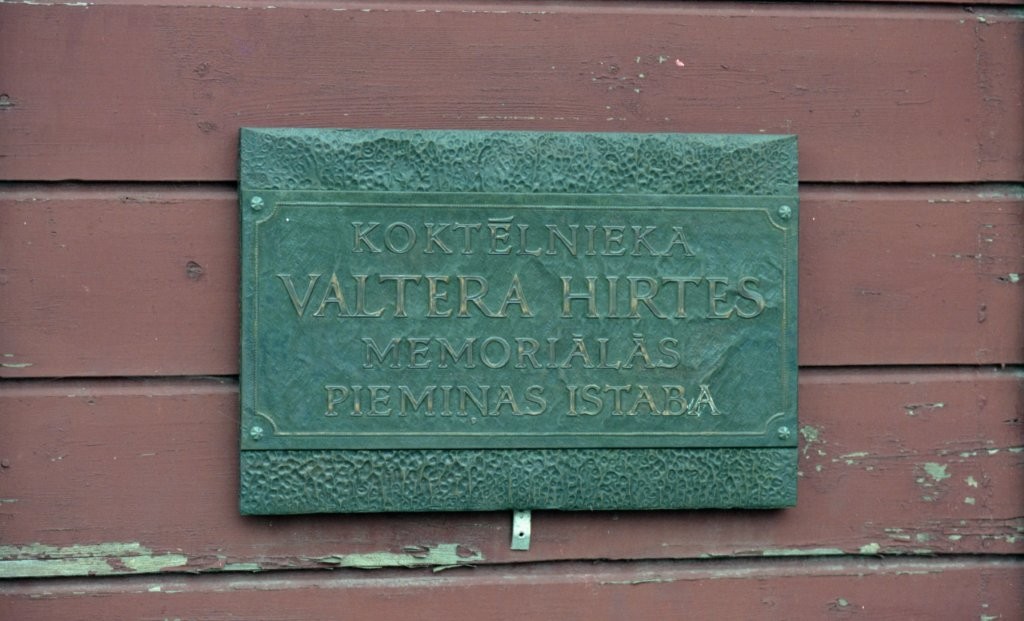 KOKTĒLNIEKA
VALTERA HIRTES
MEMORIĀLĀS
PIEMIŅAS ISTABA